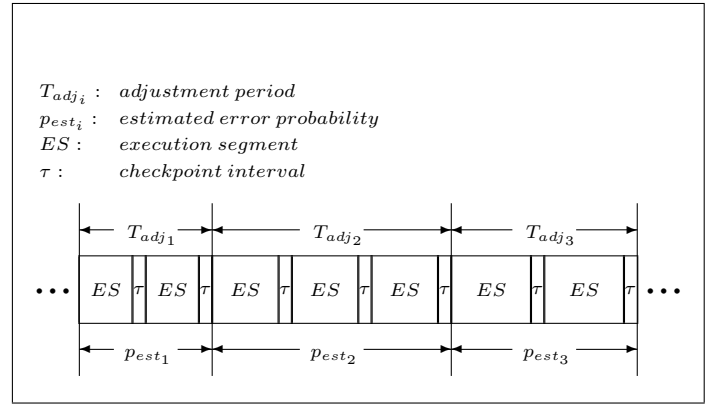 T_{adj_i} : adjustment period
p_{est_i} : estimated error probability
ES : execution segment
τ : checkpoint interval
T_{adj_1} T_{adj_2} T_{adj_3}
••• ES τ ES τ ES τ ES τ ES τ ES τ ES τ •••
p_{est_1} p_{est_2} p_{est_3}